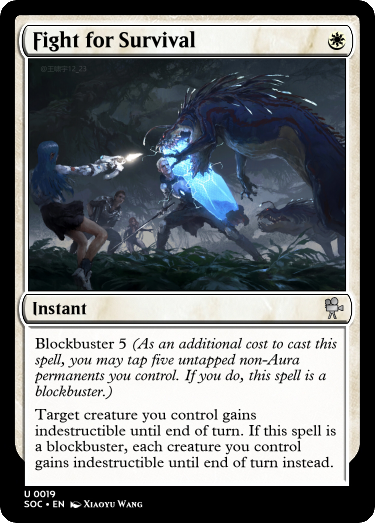 Fight for Survival
Instant
Blockbuster 5 (As an additional cost to cast this
spell, you may tap five untapped non-Aura
permanents you control. If you do, this spell is a
blockbuster.)
Target creature you control gains
indestructible until end of turn. If this spell is
a blockbuster, each creature you control
gains indestructible until end of turn instead.
U 0019
SOC • EN Xiaoyu Wang